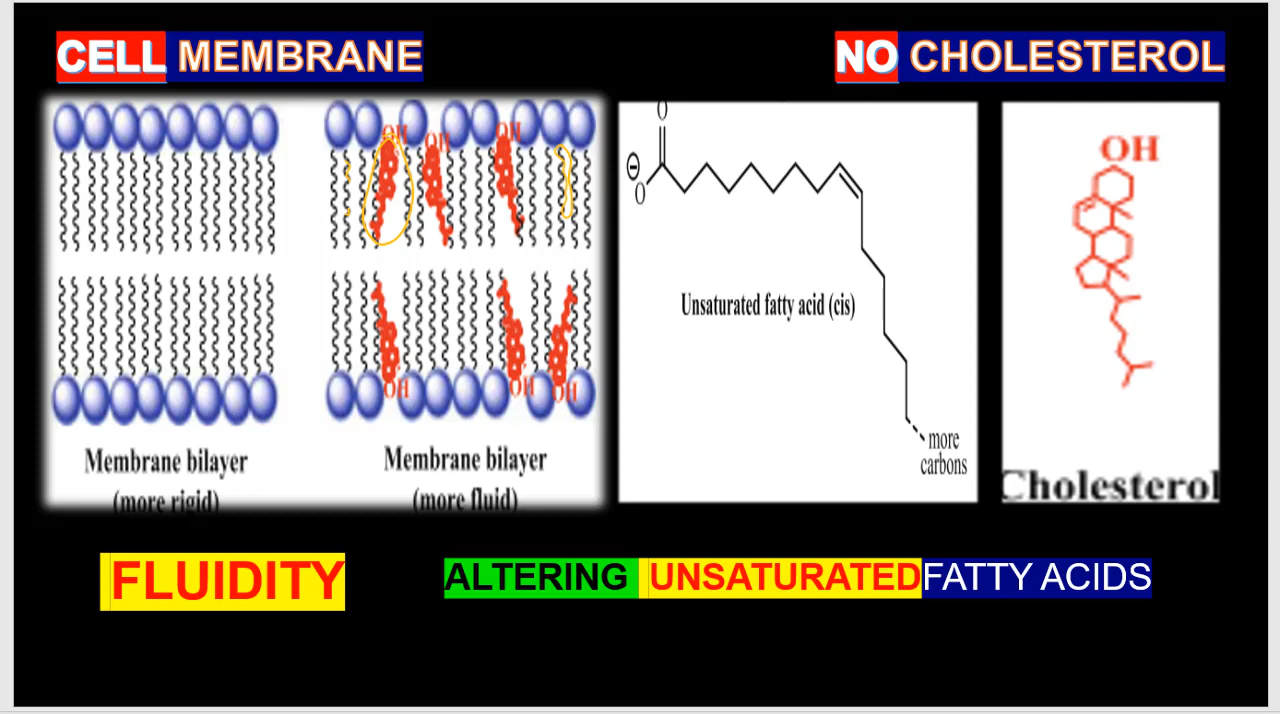 CELL MEMBRANE
NO CHOLESTEROL
OH OH OH
OH OH OH
Membrane bilayer
(more rigid)
Membrane bilayer
(more fluid)
O
⊖
O
Unsaturated fatty acid (cis)
more
carbons
OH
Cholesterol
FLUIDITY
ALTERING UNSATURATED FATTY ACIDS